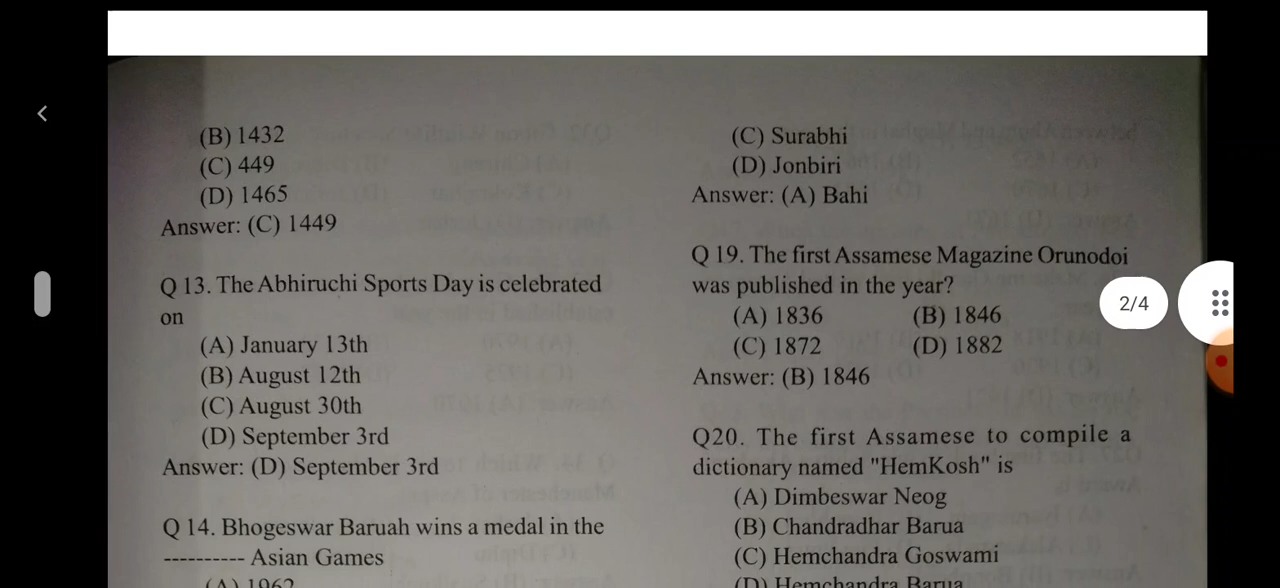 (B) 1432
(C) 449
(D) 1465
Answer: (C) 1449
Q 13. The Abhiruchi Sports Day is celebrated
on
(A) January 13th
(B) August 12th
(C) August 30th
(D) September 3rd
Answer: (D) September 3rd
Q 14. Bhogeswar Baruah wins a medal in the
---------- Asian Games
(A) 1962
(C) Surabhi
(D) Jonbiri
Answer: (A) Bahi
Q 19. The first Assamese Magazine Orunodoi
was published in the year?
(A) 1836 (B) 1846
(C) 1872 (D) 1882
Answer: (B) 1846
Q20. The first Assamese to compile a
dictionary named "HemKosh" is
(A) Dimbeswar Neog
(B) Chandradhar Barua
(C) Hemchandra Goswami
(D) Hemchandra Barua
2/4